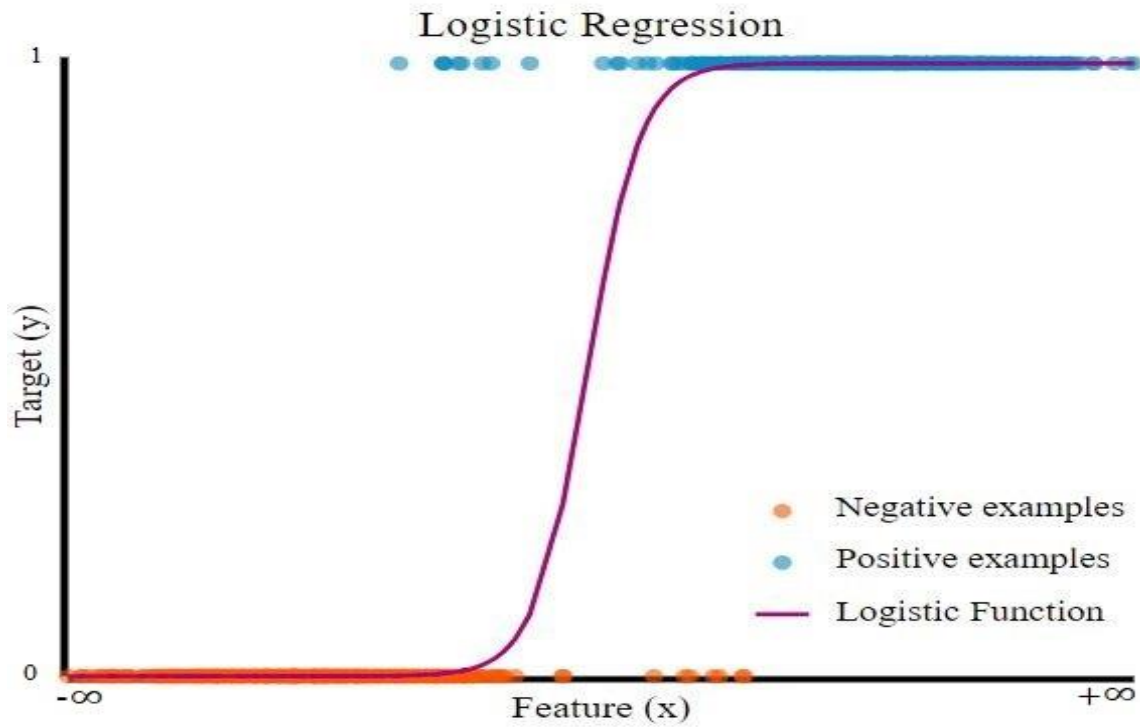 Logistic Regression
1
Target (y)
0
-∞
Feature (x)
+∞
Negative examples
Positive examples
Logistic Function